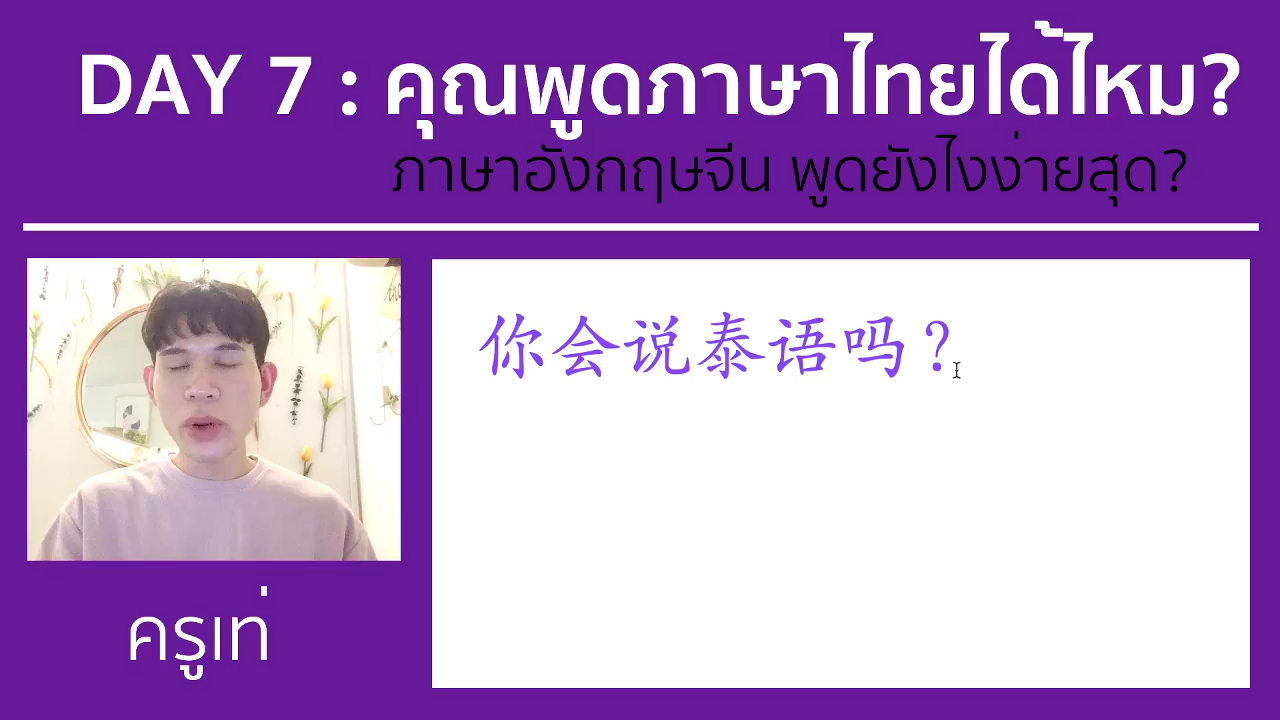 DAY 7 : คุณพูดภาษาไทยได้ไหม?
ภาษาอังกฤษจีน พูดยังไงง่ายสุด?
你会说泰语吗？
ครูเท่